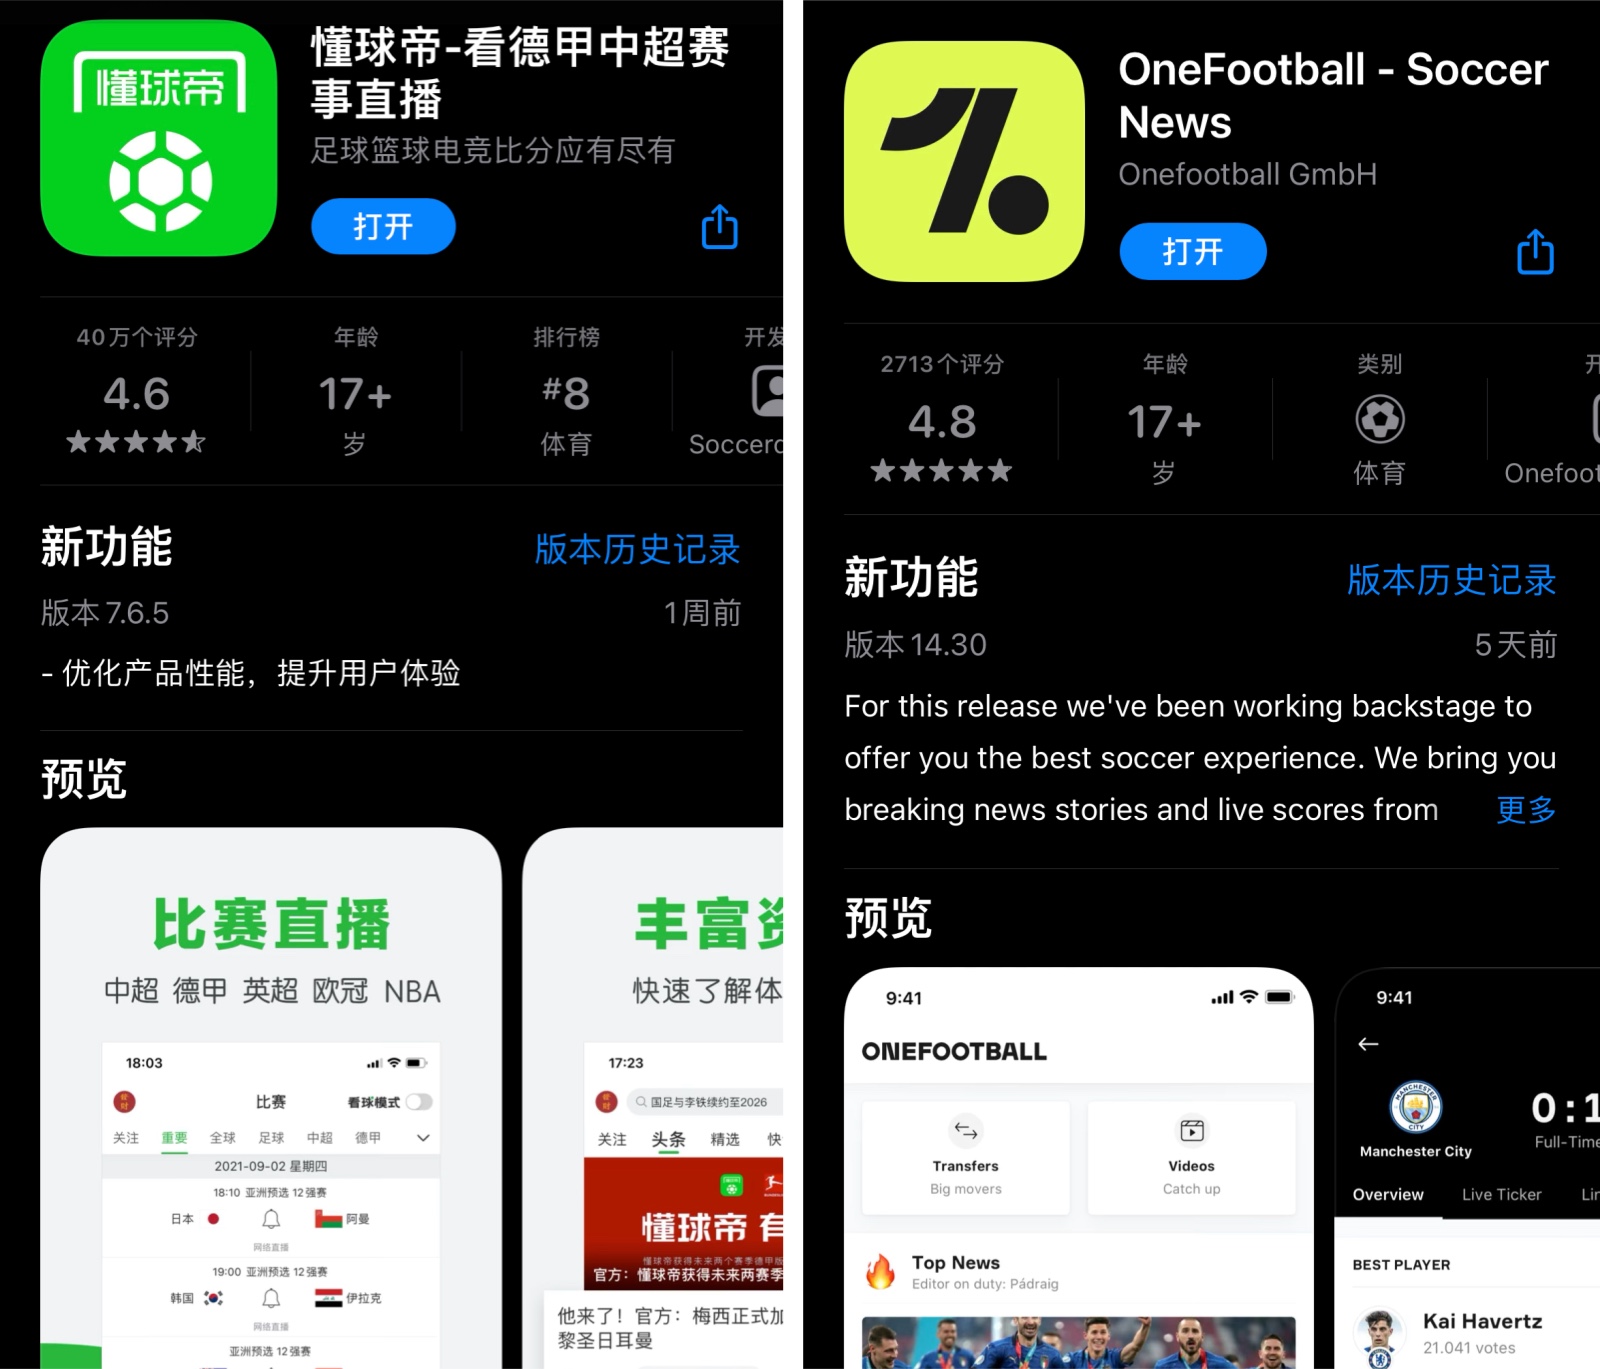 懂球帝
懂球帝-看德甲中超赛
事直播
足球篮球电竞比分应有尽有
打开
40万个评分
4.6
年龄
17+
岁
排行榜
#8
体育
开发
Soccerd
新功能
版本历史记录
版本 7.6.5
1周前
- 优化产品性能，提升用户体验
预览
比赛直播
中超 德甲 英超 欧冠 NBA
18:03
比赛
看球模式
关注 重要 全球 足球 中超 德甲
2021-09-02 星期四
18:10 亚洲预选 12强赛
日本
阿曼
网络直播
19:00 亚洲预选 12强赛
韩国
伊拉克
网络直播
亚洲预选 12强赛
丰富资
快速了解体
17:23
国足与李铁续约至2026
关注 头条 精选 快
懂球帝 有
懂球帝获得未来两个赛季德甲版
官方：懂球帝获得未来两赛季
他来了！官方：梅西正式加
黎圣日耳曼
OneFootball - Soccer
News
Onefootball GmbH
打开
2713个评分
4.8
年龄
17+
岁
类别
体育
开
Onefoot
新功能
版本历史记录
版本 14.30
5天前
For this release we've been working backstage to
offer you the best soccer experience. We bring you
breaking news stories and live scores from
更多
预览
9:41
ONEFOOTBALL
Transfers
Big movers
Videos
Catch up
Top News
Editor on duty: Pádraig
9:41
MANCHESTER
CITY
Manchester City
0:1
Full-Time
Overview
Live Ticker
Lin
BEST PLAYER
Kai Havertz
21.041 votes